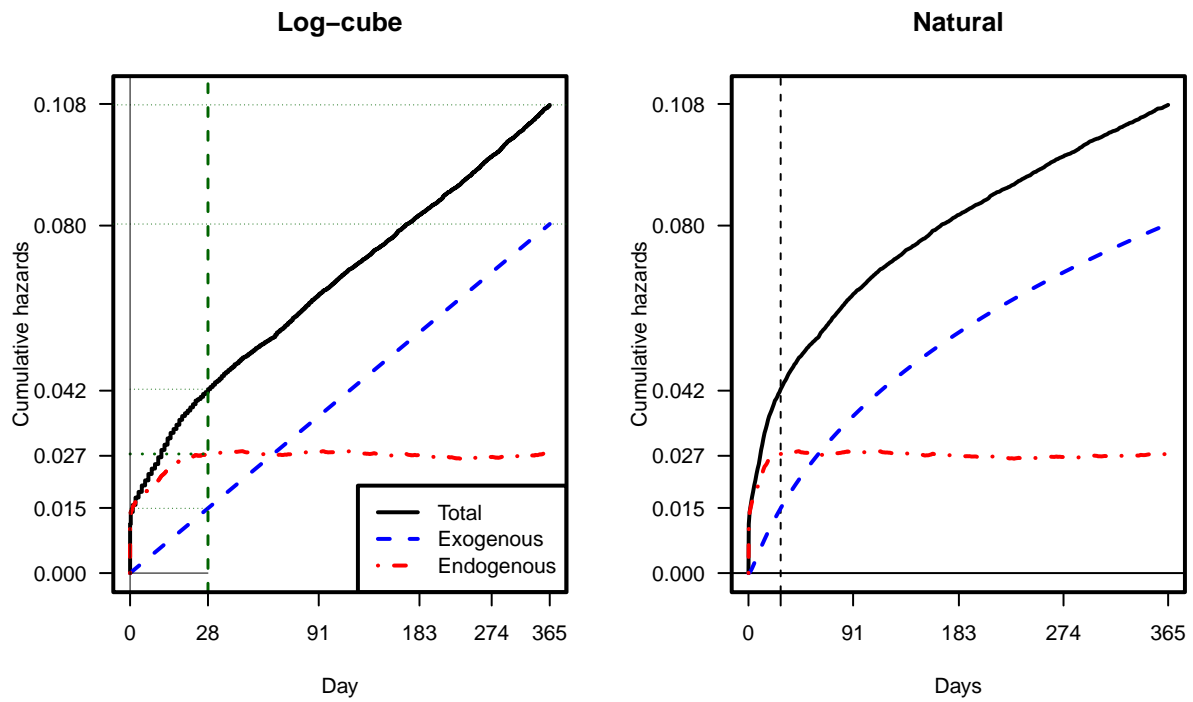 Log−cube
Cumulative hazards
0.108
0.080
0.042
0.027
0.015
0.000
Total
Exogenous
Endogenous
0 28 91 183 274 365
Day
Natural
Cumulative hazards
0.108
0.080
0.042
0.027
0.015
0.000
0 91 183 274 365
Days